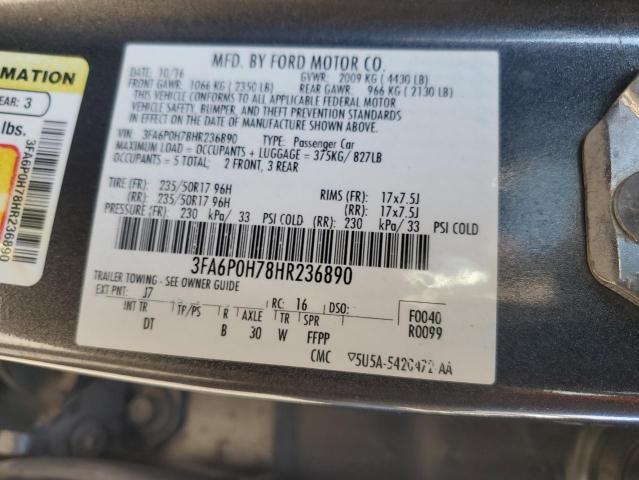 MFD. BY FORD MOTOR CO.
DATE: 10/16 GVWR: 2009 KG (4430 LB)
FRONT GAWR: 1066 KG (2350 LB) REAR GAWR: 966 KG (2130 LB)
THIS VEHICLE CONFORMS TO ALL APPLICABLE FEDERAL MOTOR
VEHICLE SAFETY, BUMPER, AND THEFT PREVENTION STANDARDS
IN EFFECT ON THE DATE OF MANUFACTURE SHOWN ABOVE.
VIN: 3FA6P0H78HR236890 TYPE: Passenger Car
MAXIMUM LOAD = OCCUPANTS + LUGGAGE = 375KG/ 827LB
OCCUPANTS = 5 TOTAL: 2 FRONT, 3 REAR
TIRE (FR): 235/50R17 96H RIMS (FR): 17x7.5J
(RR): 235/50R17 96H (RR): 17x7.5J
PRESSURE (FR): 230 kPa/ 33 PSI COLD (RR): 230 kPa/ 33 PSI COLD
3FA6P0H78HR236890
TRAILER TOWING - SEE OWNER GUIDE
EXT PNT: J7 RC: 16 DSO:
INT TR TP/PS R AXLE TR SPR F0040
DT B 30 W FFPP R0099
CMC ▽5U5A-5420472-AA
RMATION
EAR: 3
lbs.
3FA6P0H78HR236890